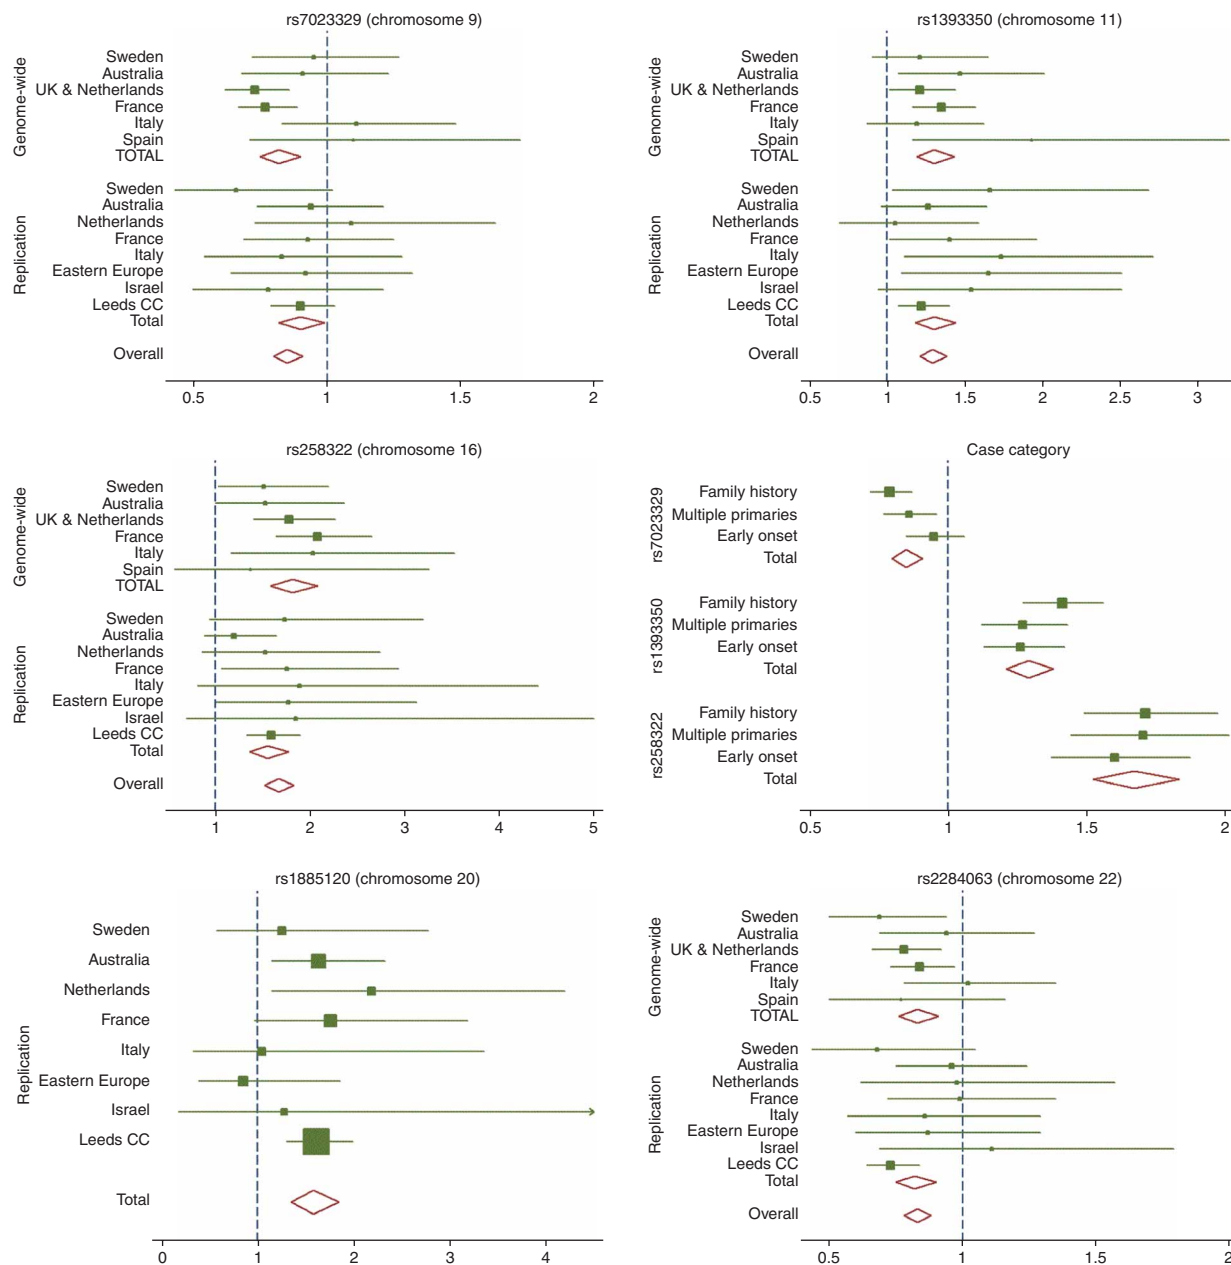 rs7023329 (chromosome 9)
Genome-wide
Sweden
Australia
UK & Netherlands
France
Italy
Spain
TOTAL
Replication
Sweden
Australia
Netherlands
France
Italy
Eastern Europe
Israel
Leeds CC
Total
Overall
0.5 1 1.5 2
rs1393350 (chromosome 11)
Genome-wide
Sweden
Australia
UK & Netherlands
France
Italy
Spain
TOTAL
Replication
Sweden
Australia
Netherlands
France
Italy
Eastern Europe
Israel
Leeds CC
Total
Overall
0.5 1 1.5 2 2.5 3
rs258322 (chromosome 16)
Genome-wide
Sweden
Australia
UK & Netherlands
France
Italy
Spain
TOTAL
Replication
Sweden
Australia
Netherlands
France
Italy
Eastern Europe
Israel
Leeds CC
Total
Overall
1 2 3 4 5
Case category
rs7023329
Family history
Multiple primaries
Early onset
Total
rs1393350
Family history
Multiple primaries
Early onset
Total
rs258322
Family history
Multiple primaries
Early onset
Total
0.5 1 1.5 2
rs1885120 (chromosome 20)
Replication
Sweden
Australia
Netherlands
France
Italy
Eastern Europe
Israel
Leeds CC
Total
0 1 2 3 4
rs2284063 (chromosome 22)
Genome-wide
Sweden
Australia
UK & Netherlands
France
Italy
Spain
TOTAL
Replication
Sweden
Australia
Netherlands
France
Italy
Eastern Europe
Israel
Leeds CC
Total
Overall
0.5 1 1.5 2